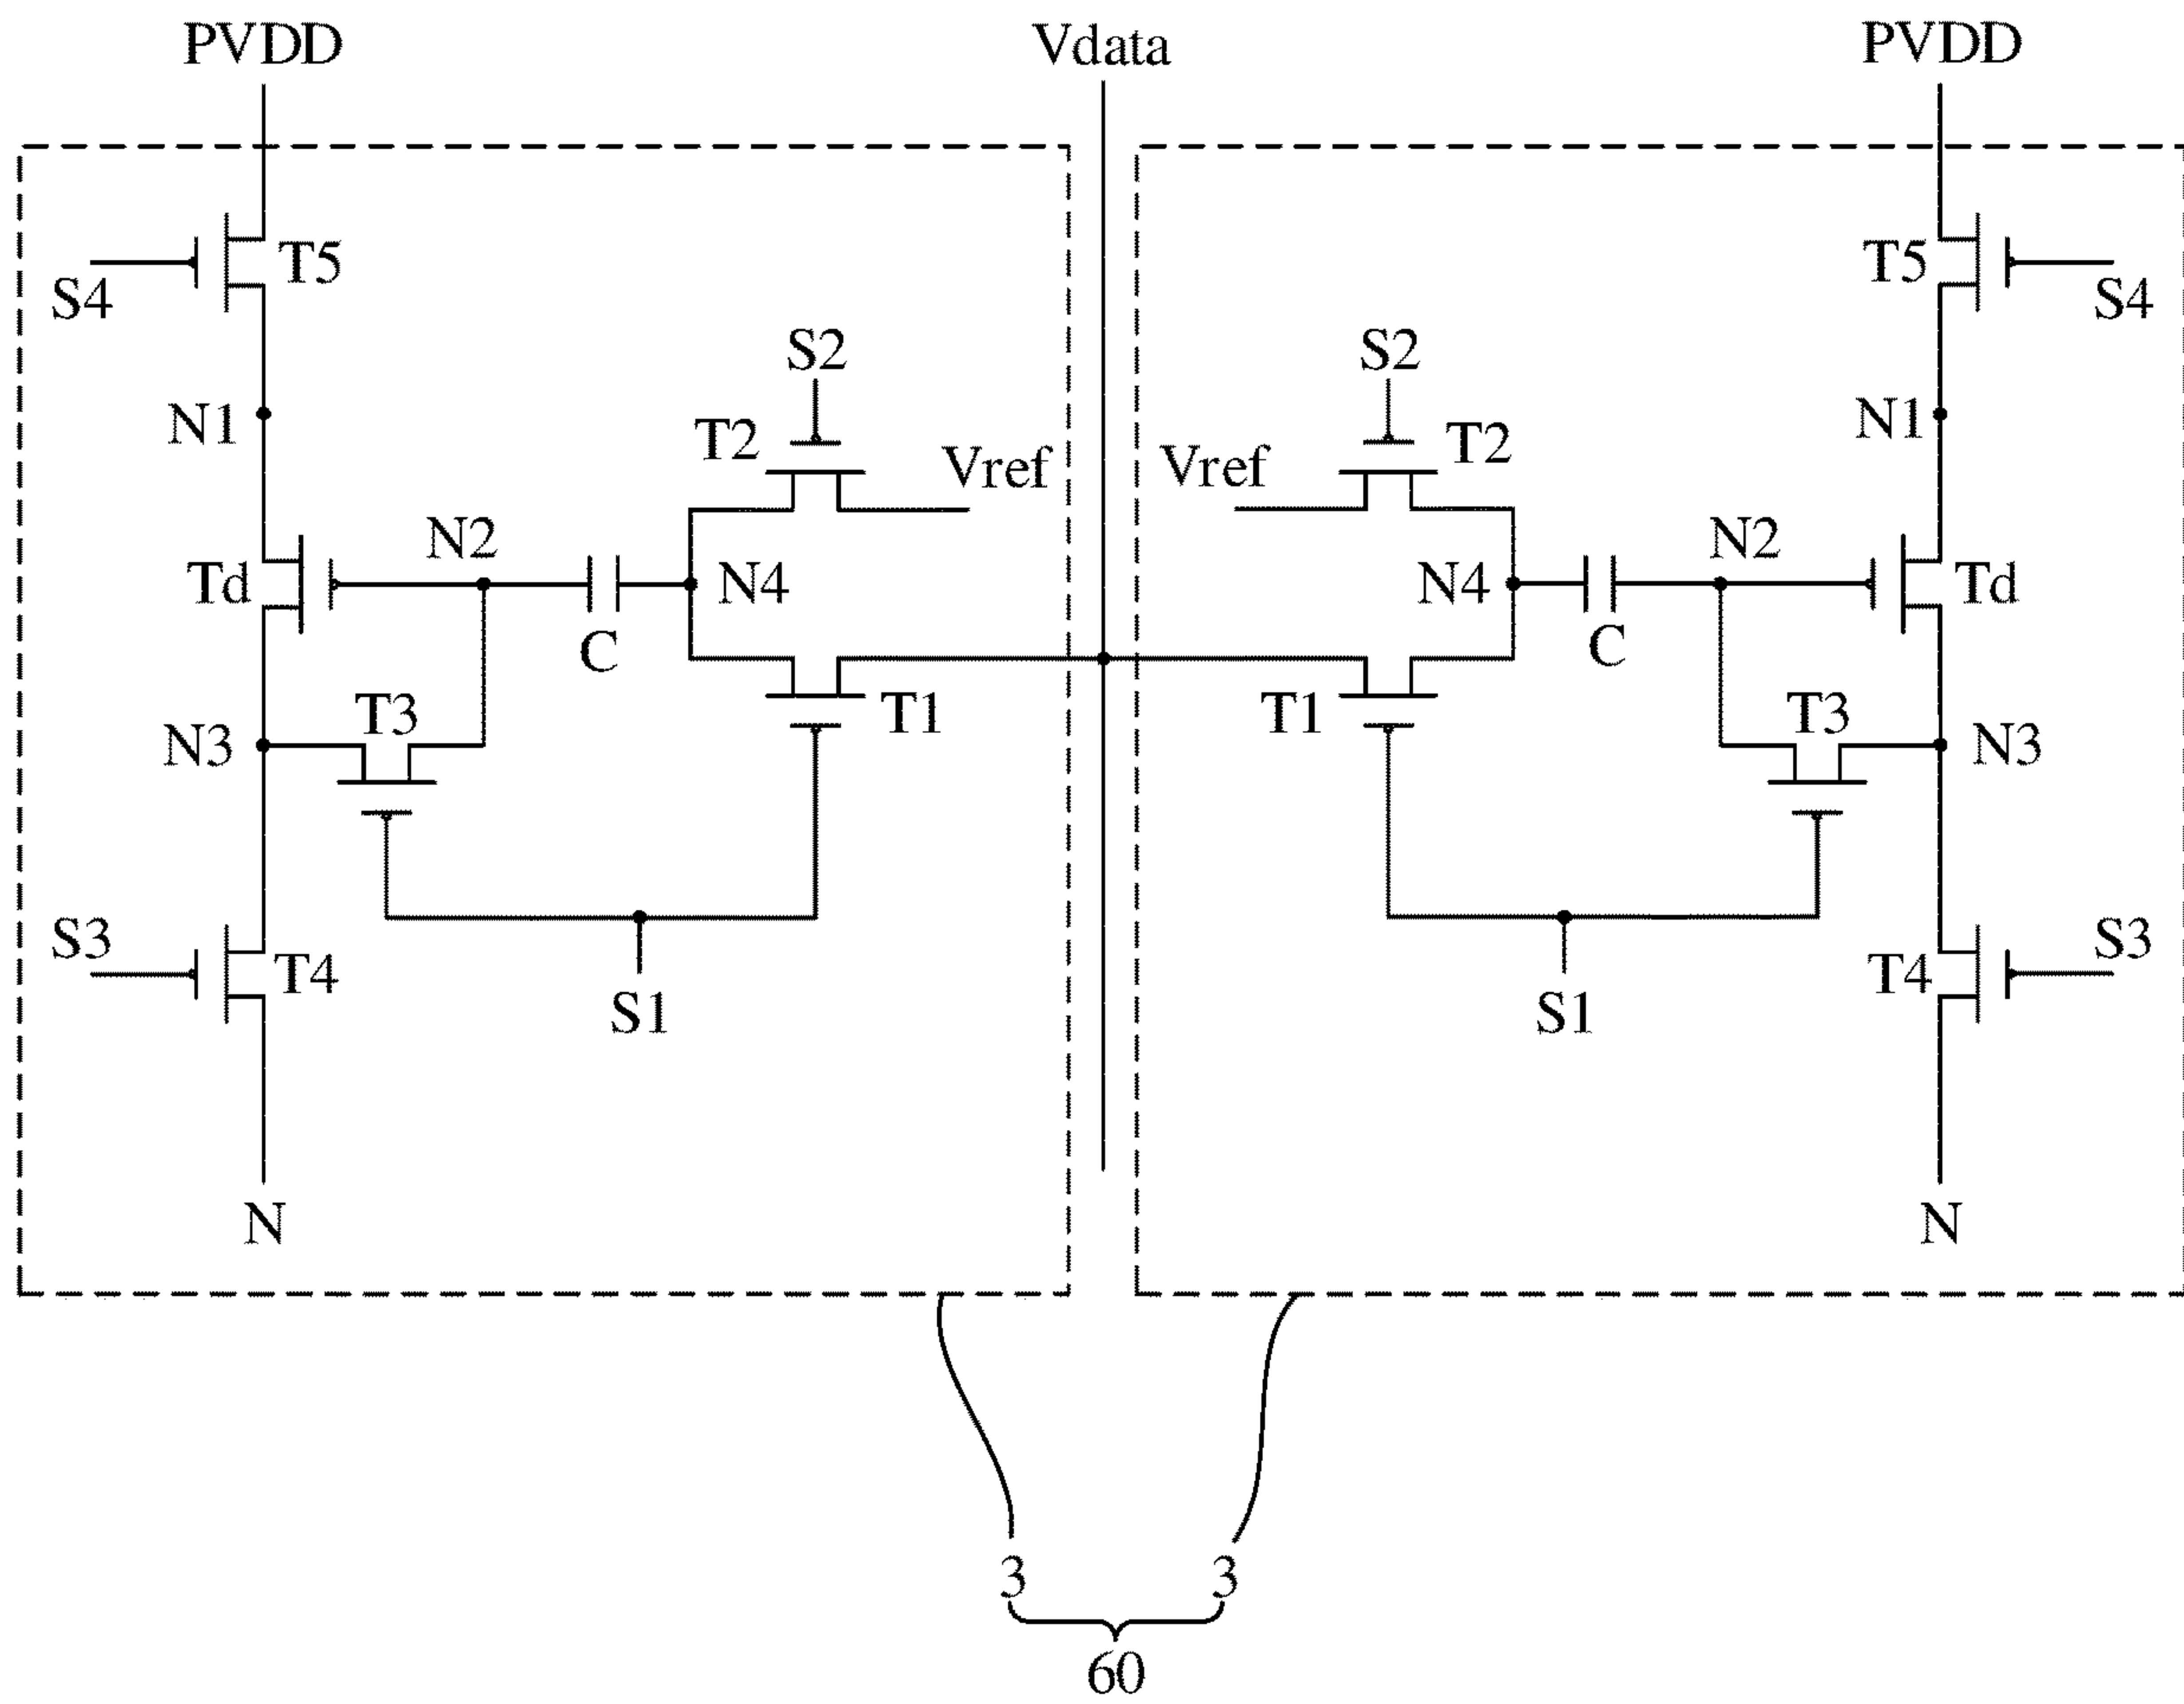 PVDD Vdata PVDD
S4 T5 T5 S4
S2 S2
N1 T2 Vref Vref T2 N1
Td N2 C N4 N4 C N2 Td
N3 T3 T1 T1 T3 N3
S3 T4 S1 S1 T4 S3
N N
3 3
60